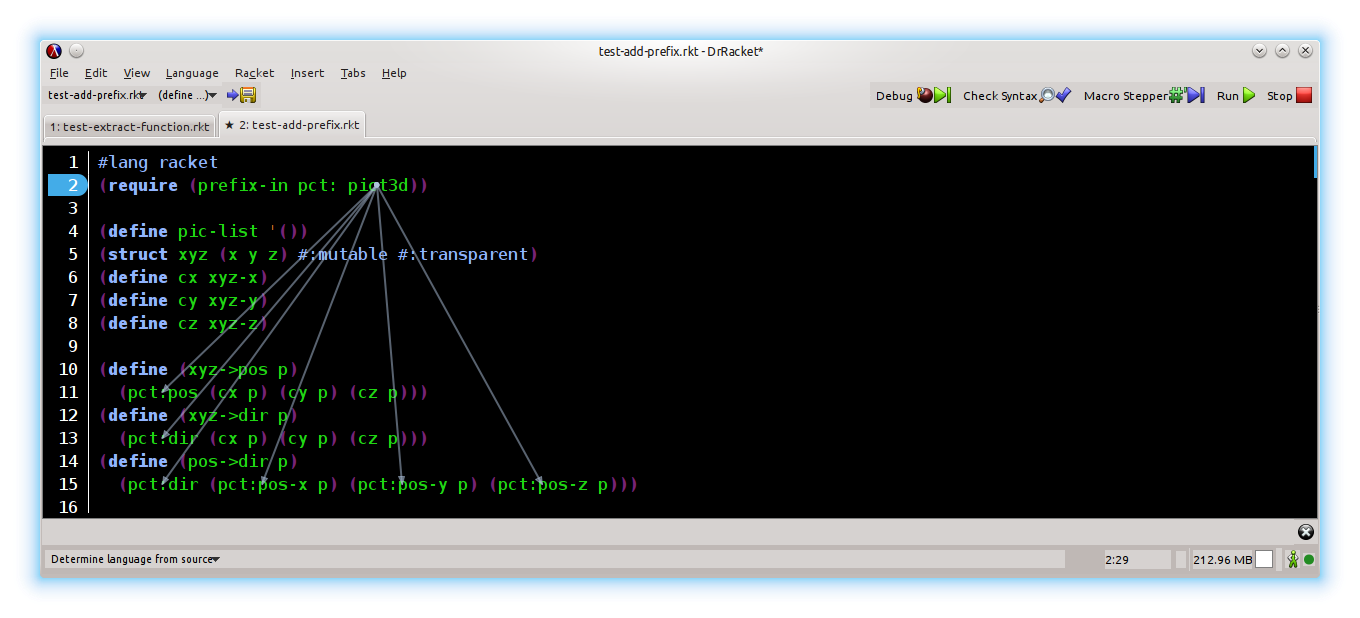 test-add-prefix.rkt - DrRacket*
File Edit View Language Racket Insert Tabs Help
test-add-prefix.rkt (define ...) Debug Check Syntax Macro Stepper Run Stop
1: test-extract-function.rkt ★ 2: test-add-prefix.rkt
1 #lang racket
2 (require (prefix-in pct: pict3d))
3
4 (define pic-list '())
5 (struct xyz (x y z) #:mutable #:transparent)
6 (define cx xyz-x)
7 (define cy xyz-y)
8 (define cz xyz-z)
9
10 (define (xyz->pos p)
11 (pct:pos (cx p) (cy p) (cz p)))
12 (define (xyz->dir p)
13 (pct:dir (cx p) (cy p) (cz p)))
14 (define (pos->dir p)
15 (pct:dir (pct:pos-x p) (pct:pos-y p) (pct:pos-z p)))
16
Determine language from source 2:29 212.96 MB